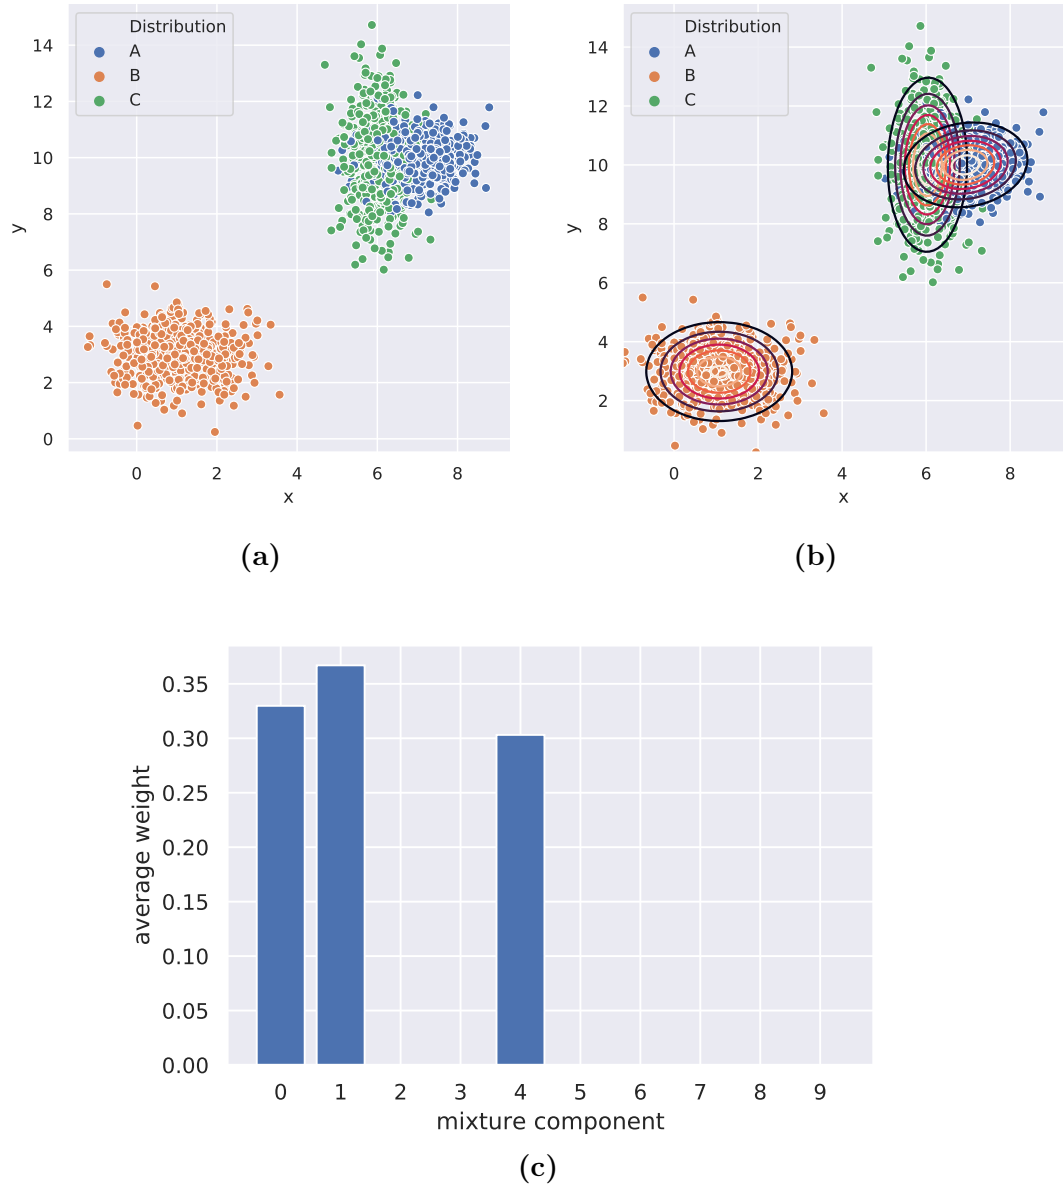 Distribution
A
B
C
14
12
10
8
6
4
2
0
y
0 2 4 6 8
x
(a)
Distribution
A
B
C
14
12
10
8
6
4
2
y
0 2 4 6 8
x
(b)
0.35
0.30
0.25
0.20
0.15
0.10
0.05
0.00
average weight
0 1 2 3 4 5 6 7 8 9
mixture component
(c)